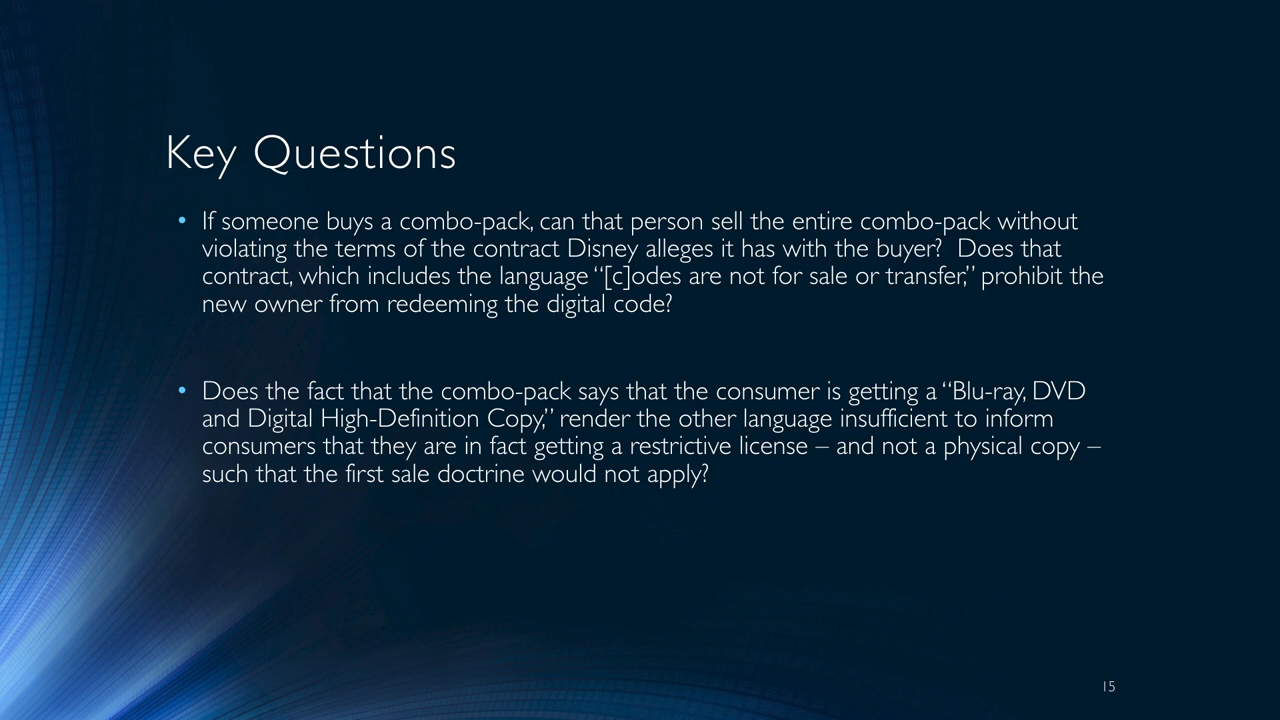 Key Questions
• If someone buys a combo-pack, can that person sell the entire combo-pack without
violating the terms of the contract Disney alleges it has with the buyer?  Does that
contract, which includes the language “[c]odes are not for sale or transfer,” prohibit the
new owner from redeeming the digital code?
• Does the fact that the combo-pack says that the consumer is getting a “Blu-ray, DVD
and Digital High-Definition Copy,” render the other language insufficient to inform
consumers that they are in fact getting a restrictive license – and not a physical copy –
such that the first sale doctrine would not apply?
15